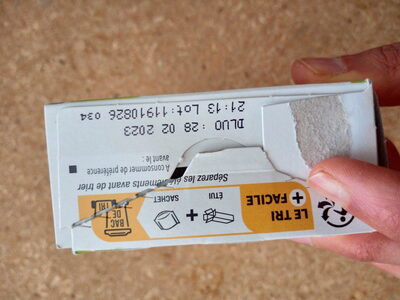 LE TRI
+ FACILE
ÉTUI
+
SACHET
BAC
DE
TRI
Séparez les éléments avant de trier
A consommer de préférence
avant le :
DLUO : 28 02 2023
21:13 Lot:11910826 034